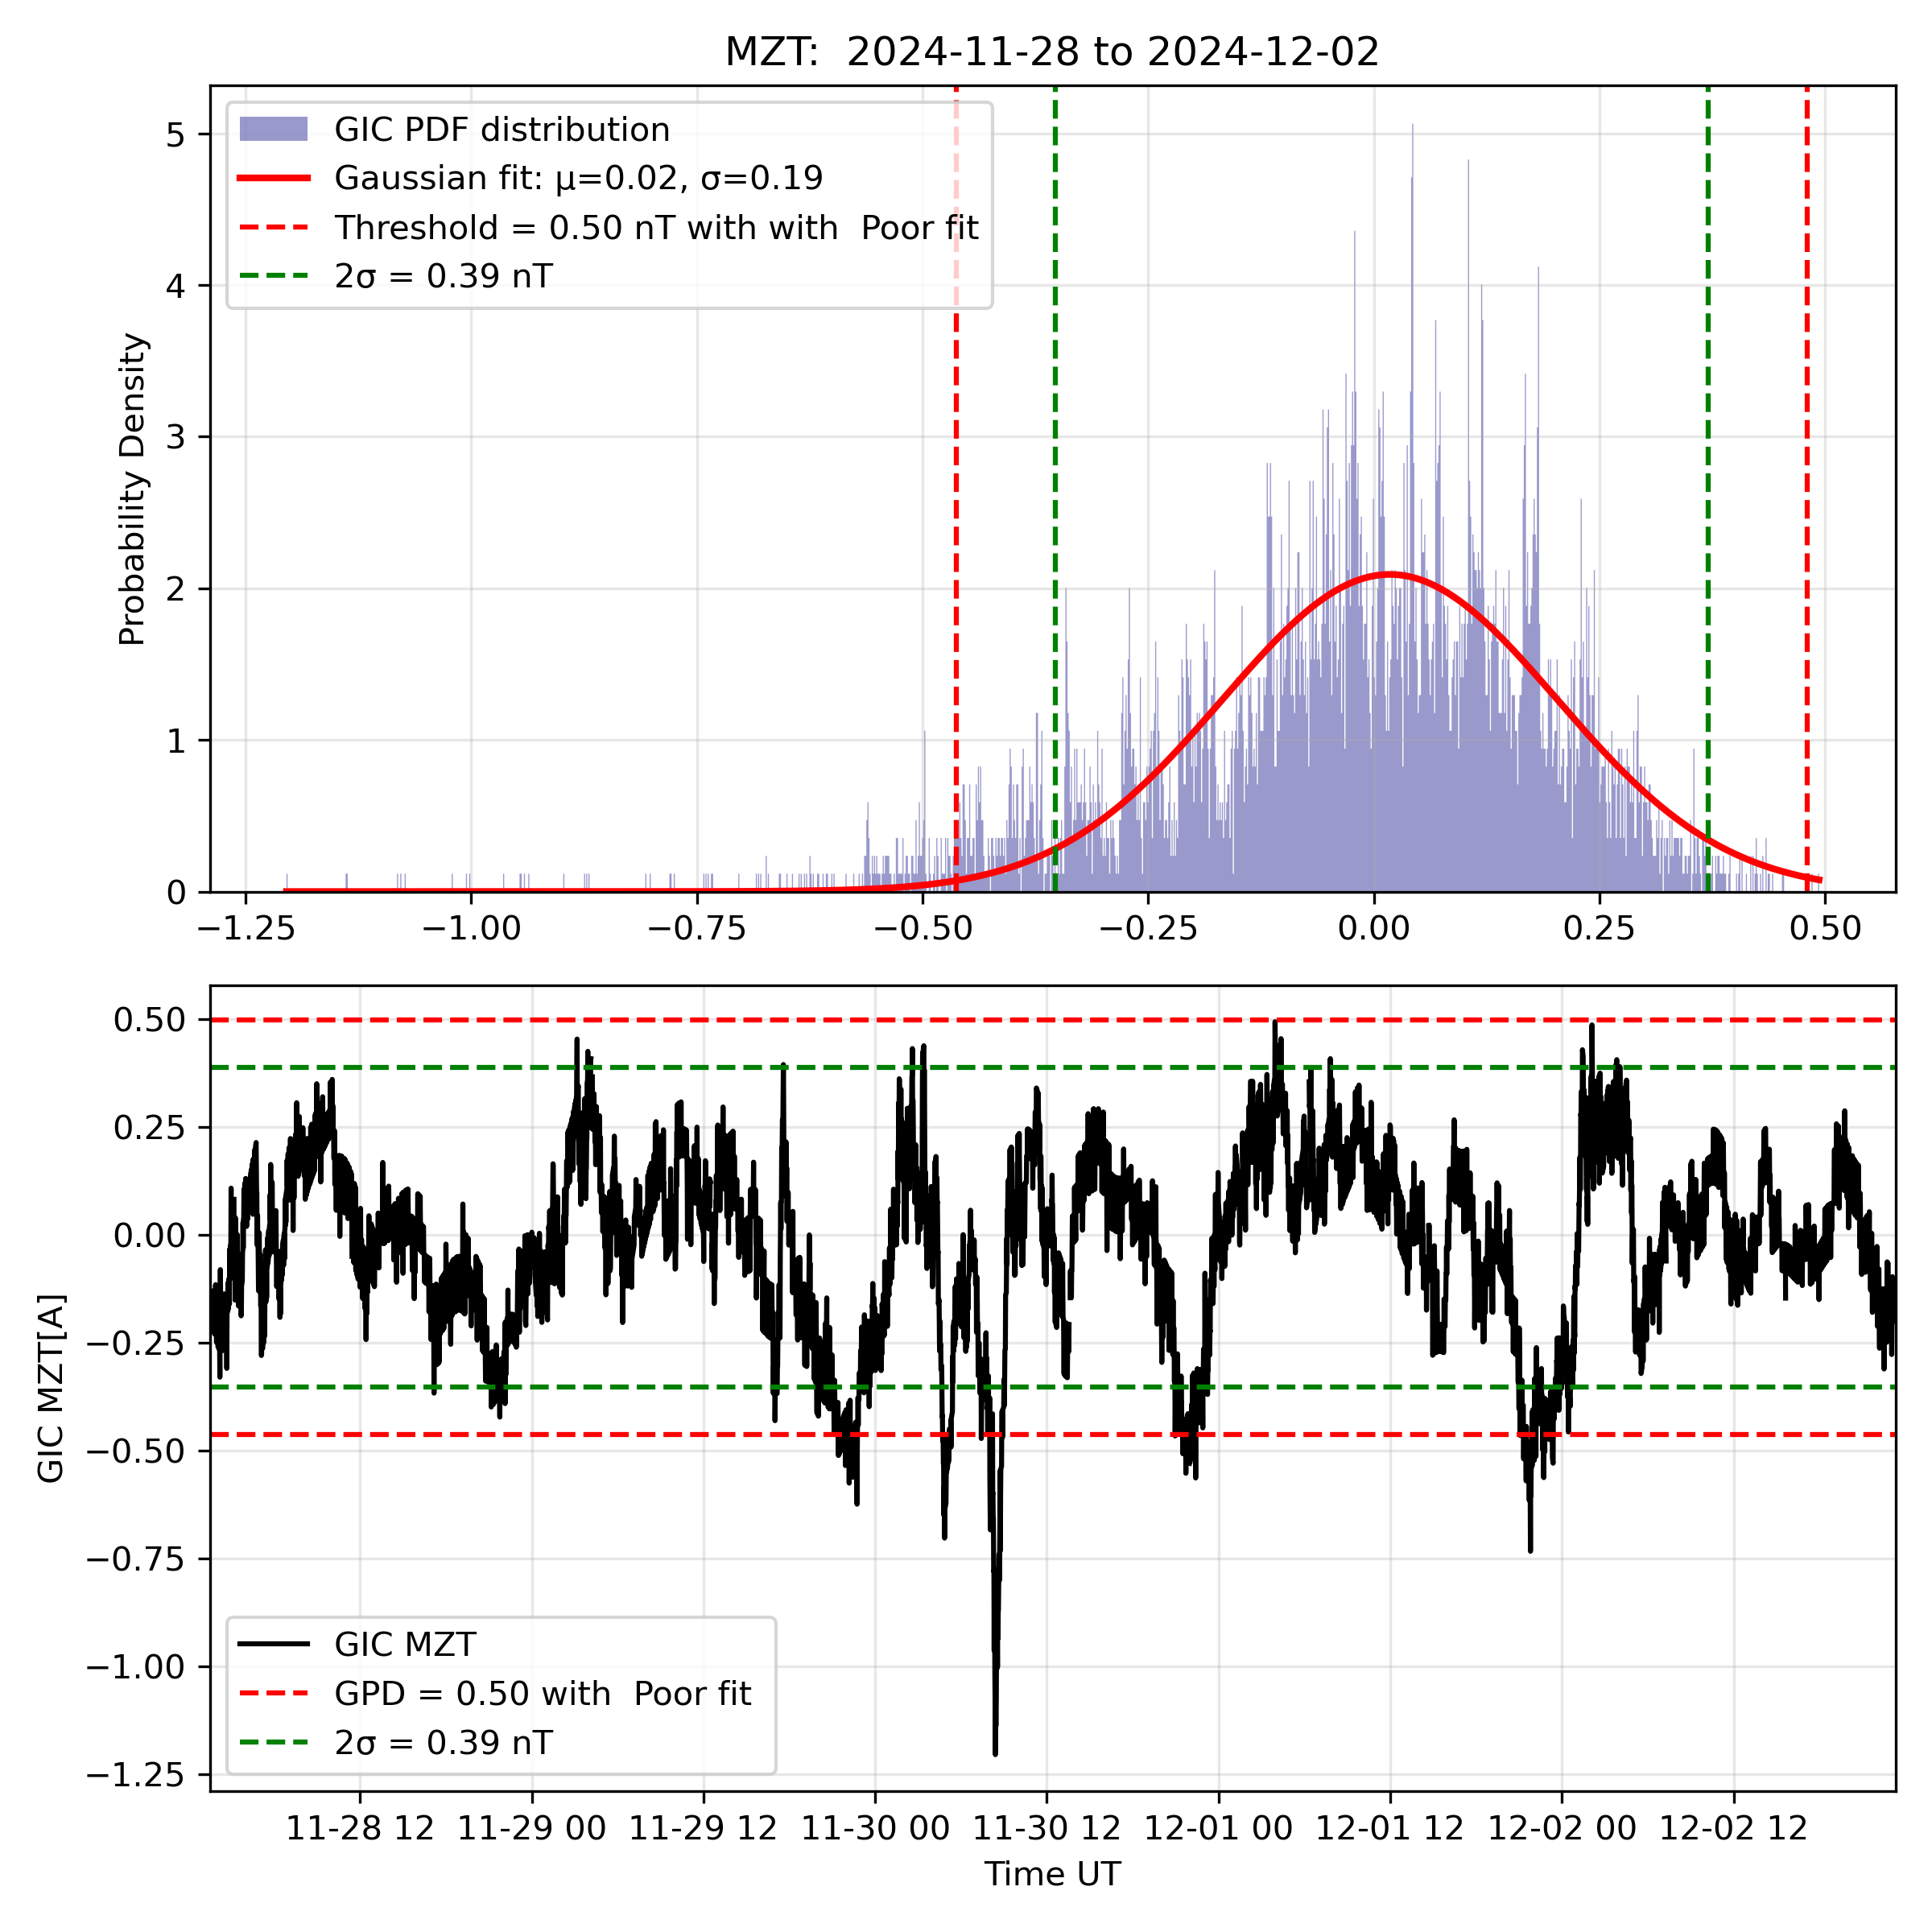 MZT:  2024-11-28 to 2024-12-02
GIC PDF distribution
Gaussian fit: μ=0.02, σ=0.19
Threshold = 0.50 nT with with  Poor fit
2σ = 0.39 nT
Probability Density
5
4
3
2
1
0
−1.25 −1.00 −0.75 −0.50 −0.25 0.00 0.25 0.50
GIC MZT[A]
0.50
0.25
0.00
−0.25
−0.50
−0.75
−1.00
−1.25
GIC MZT
GPD = 0.50 with  Poor fit
2σ = 0.39 nT
11-28 12 11-29 00 11-29 12 11-30 00 11-30 12 12-01 00 12-01 12 12-02 00 12-02 12
Time UT